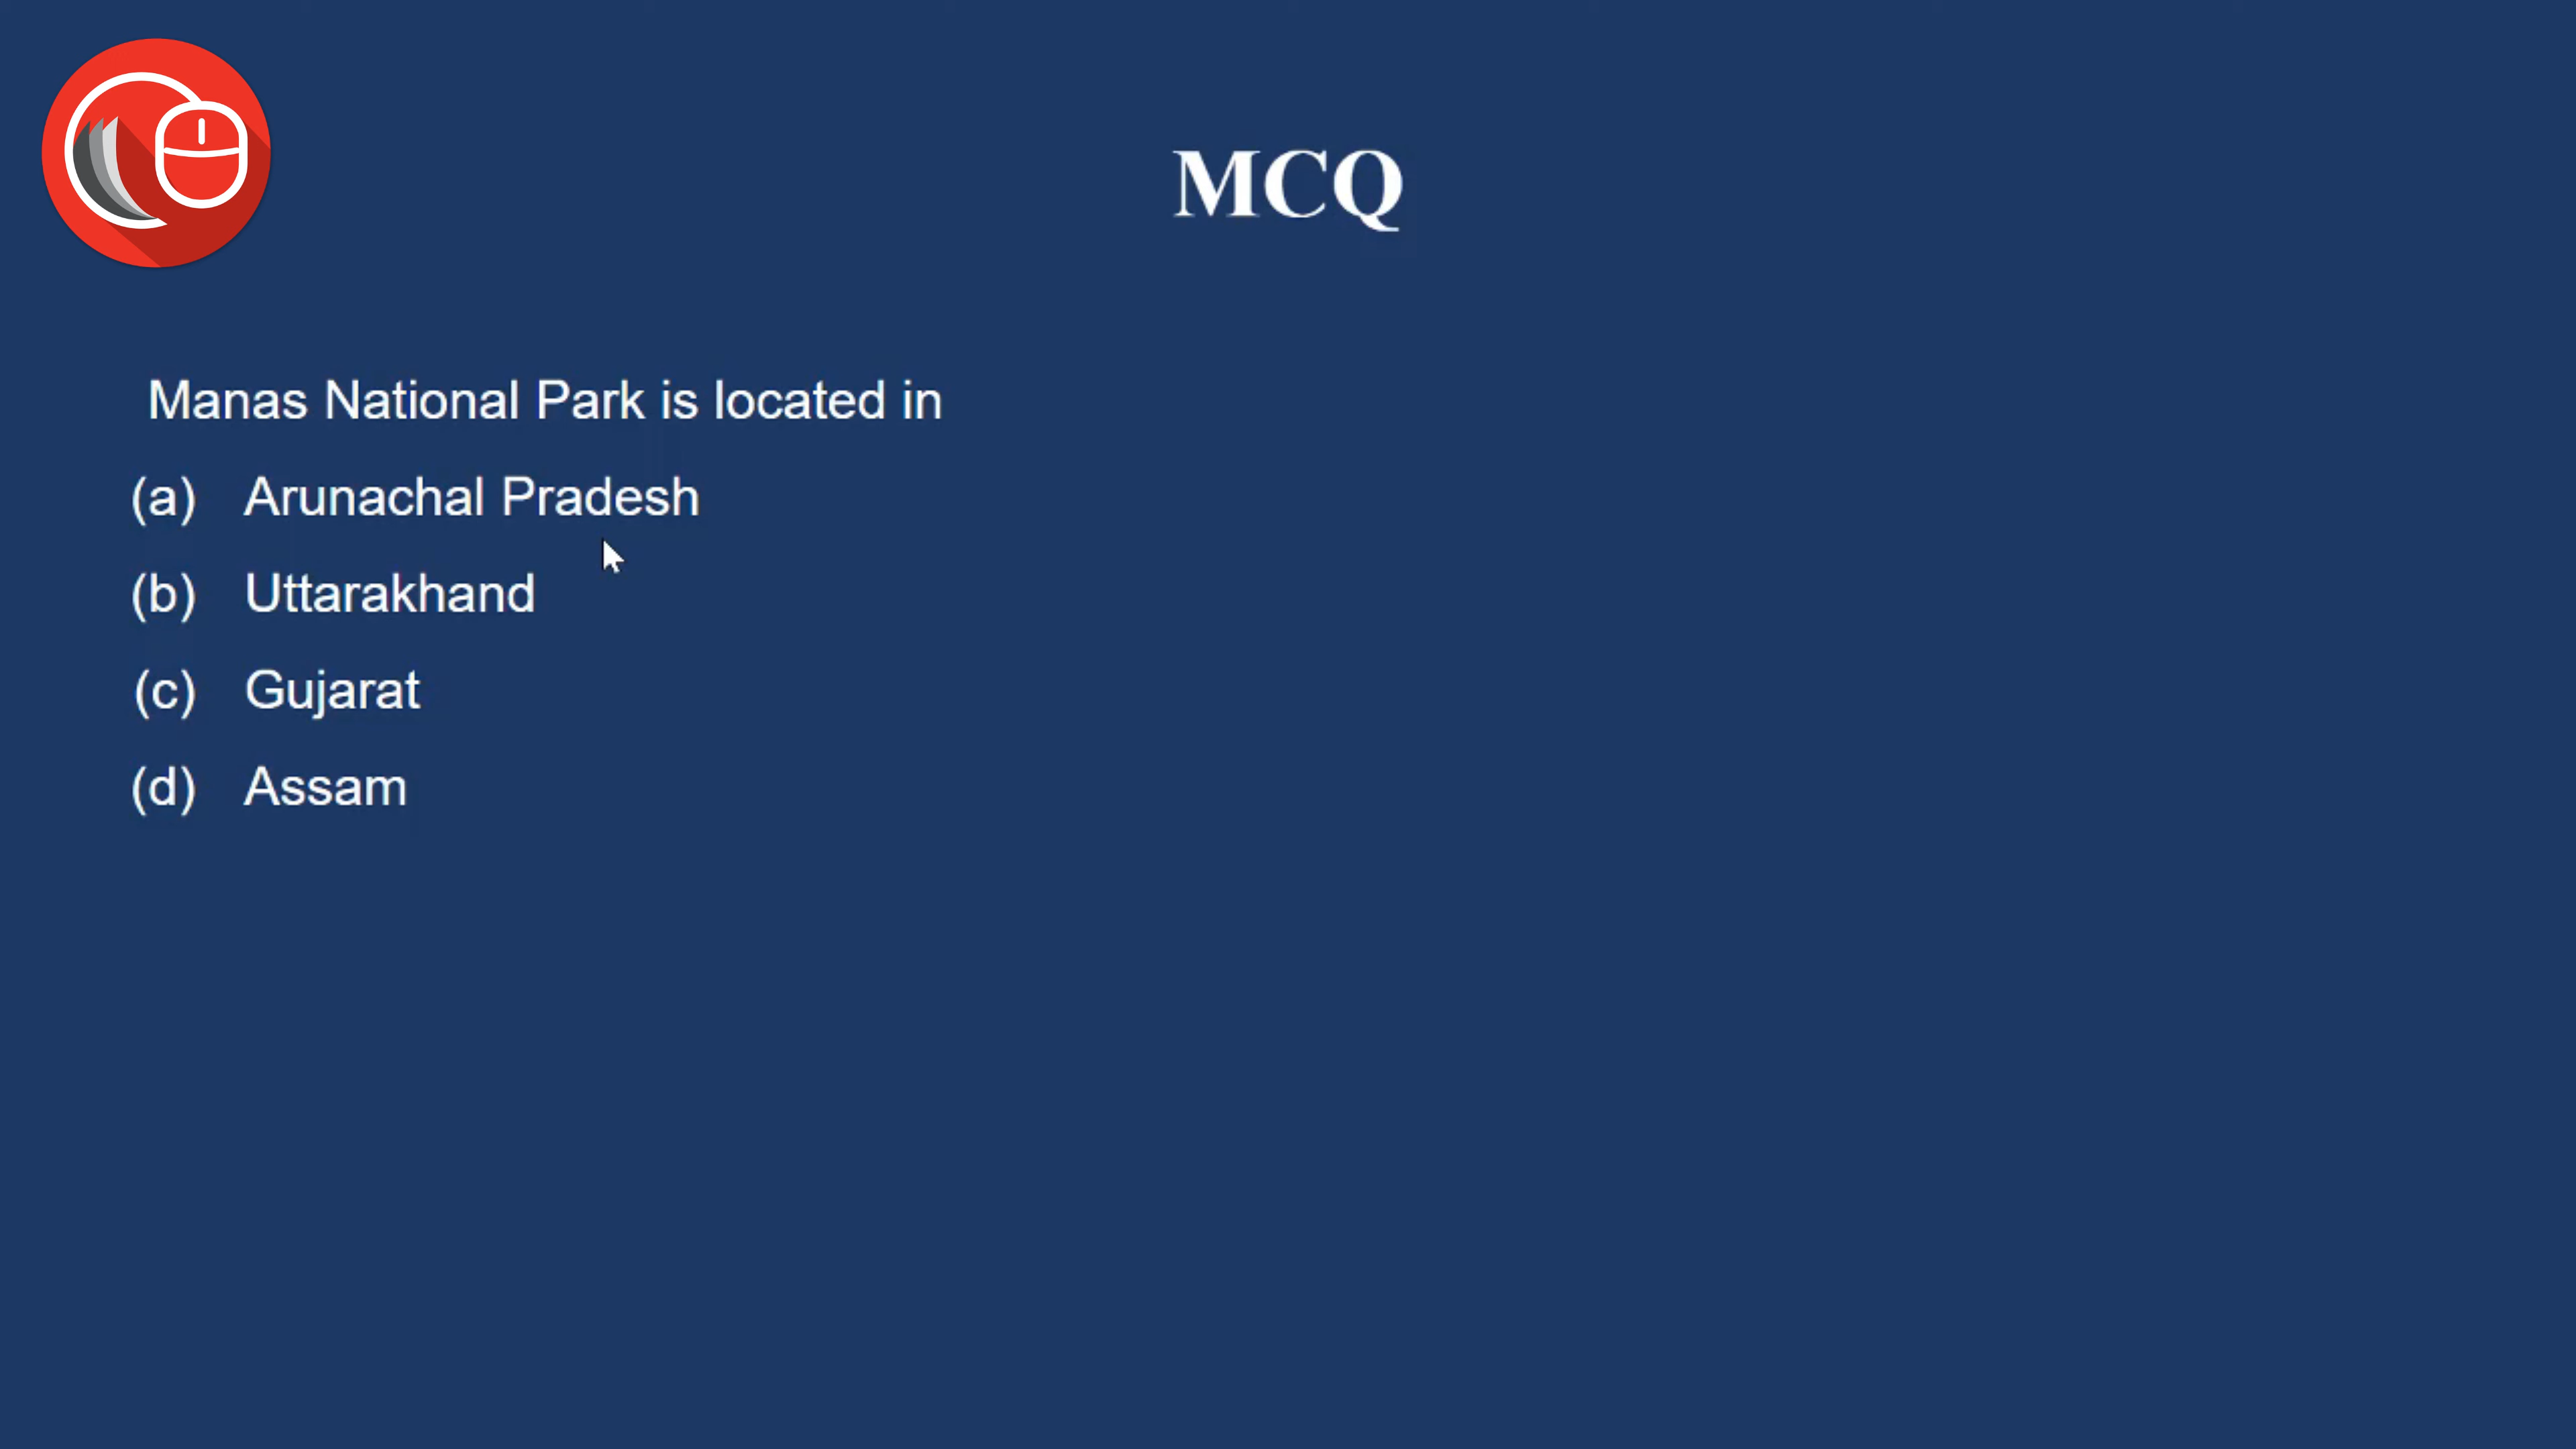 MCQ
Manas National Park is located in
(a) Arunachal Pradesh
(b) Uttarakhand
(c) Gujarat
(d) Assam